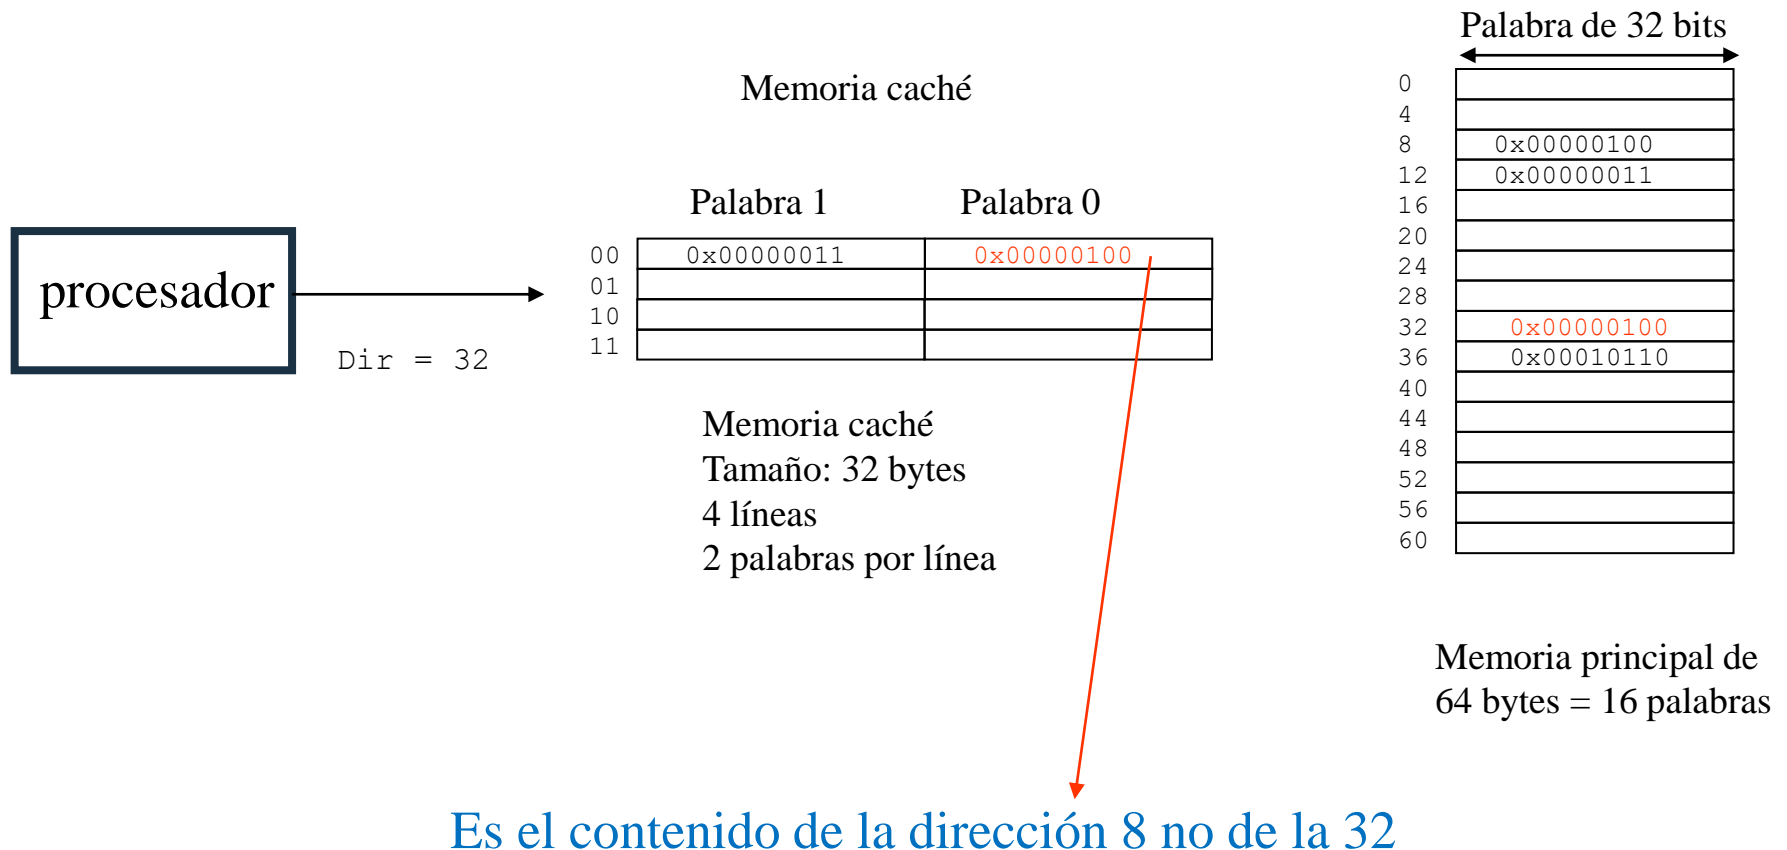 Palabra de 32 bits
Memoria caché
Palabra 1 Palabra 0
procesador
Dir = 32
00 0x00000011 0x00000100
01
10
11
Memoria caché
Tamaño: 32 bytes
4 líneas
2 palabras por línea
0
4
8 0x00000100
12 0x00000011
16
20
24
28
32 0x00000100
36 0x00010110
40
44
48
52
56
60
Memoria principal de
64 bytes = 16 palabras
Es el contenido de la dirección 8 no de la 32